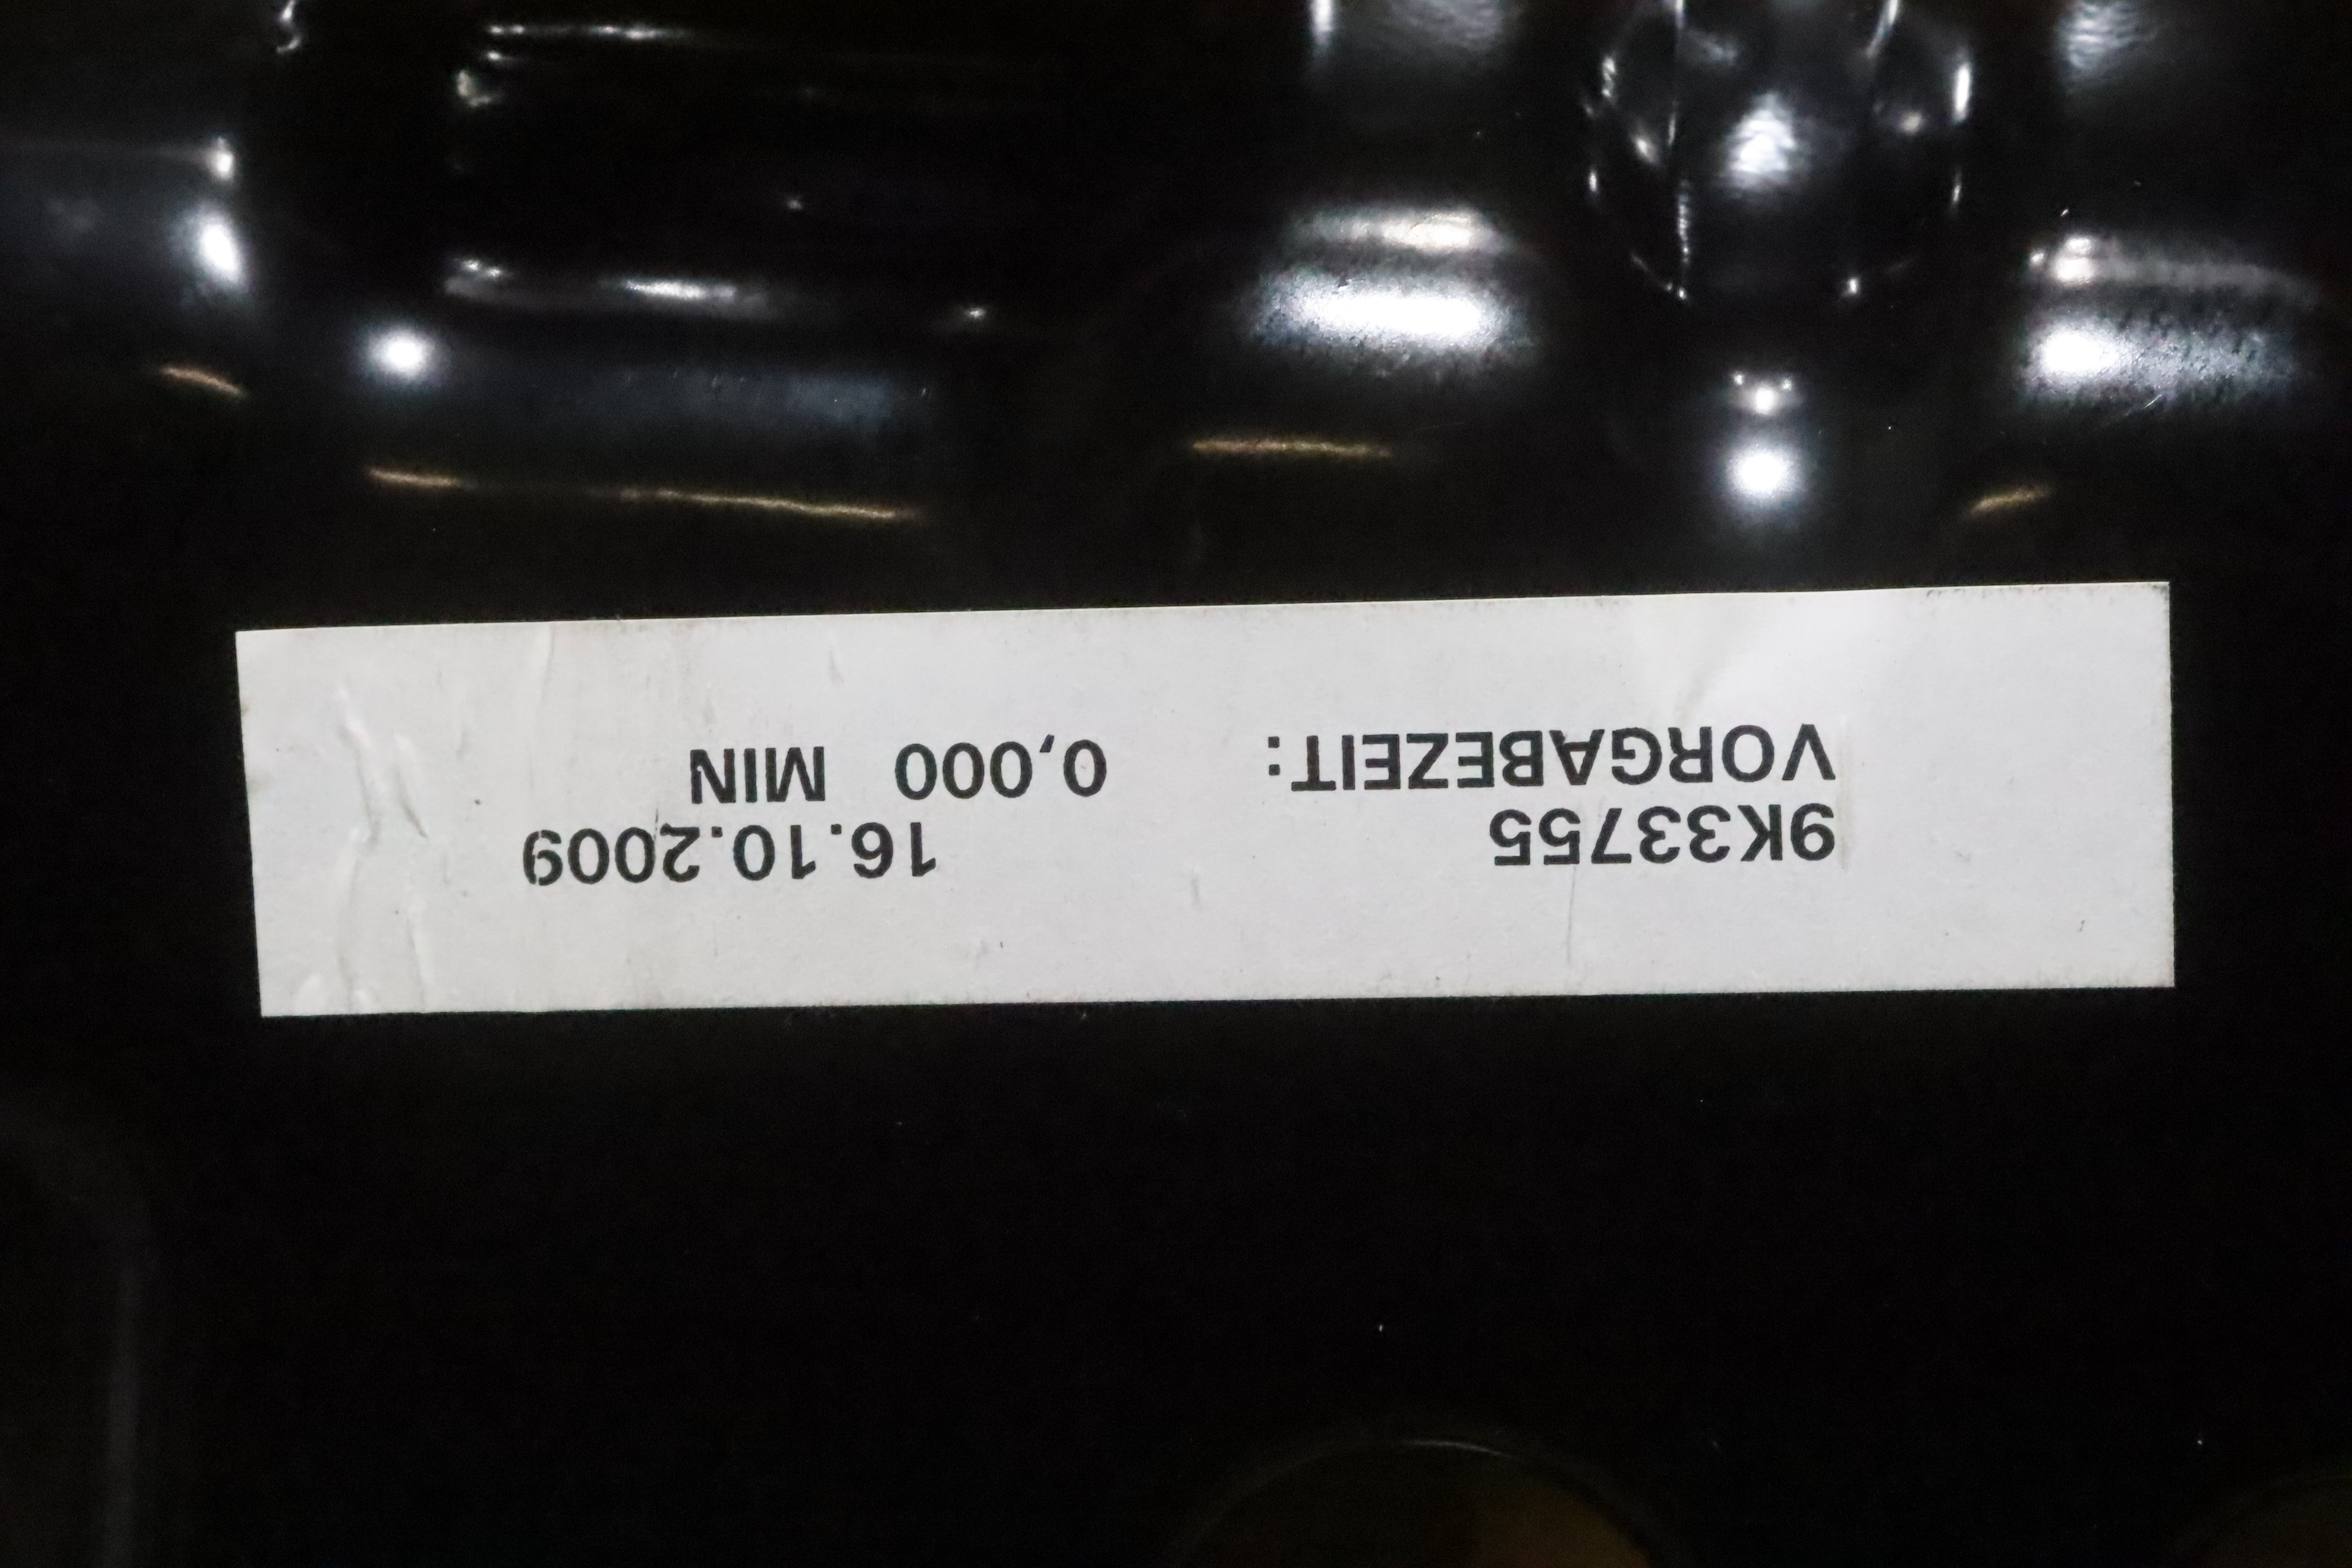 9K33755 16.10.2009
VORGABEZEIT: 0,000 MIN